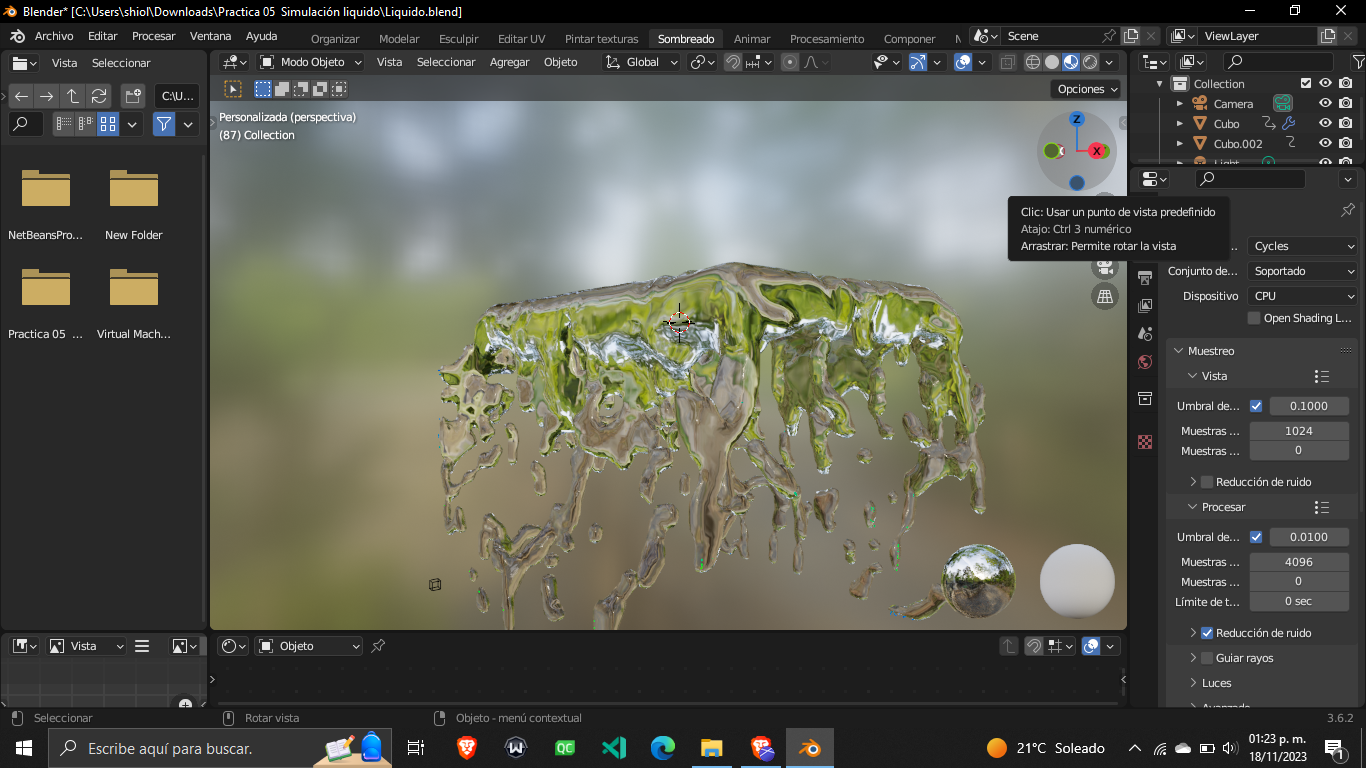 Blender* [C:\Users\shiol\Downloads\Practica 05  Simulación liquido\Liquido.blend]
Archivo Editar Procesar Ventana Ayuda Organizar Modelar Esculpir Editar UV Pintar texturas Sombreado Animar Procesamiento Componer Scene ViewLayer
Vista Seleccionar Modo Objeto Vista Seleccionar Agregar Objeto Global
C:\U...
Opciones
Collection
Camera
Cubo
Cubo.002
Light
Personalizada (perspectiva)
(87) Collection
Z
X
NetBeansPro... New Folder
Practica 05 ... Virtual Mach...
Clic: Usar un punto de vista predefinido
Atajo: Ctrl 3 numérico
Arrastrar: Permite rotar la vista
... Cycles
Conjunto de... Soportado
Dispositivo CPU
Open Shading L...
Muestreo
Vista
Umbral de... 0.1000
Muestras ... 1024
Muestras ... 0
Reducción de ruido
Procesar
Umbral de... 0.0100
Muestras ... 4096
Muestras ... 0
Límite de t... 0 sec
Reducción de ruido
Guiar rayos
Luces
Avanzado
Vista Objeto
Seleccionar Rotar vista Objeto - menú contextual 3.6.2
Escribe aquí para buscar. QC 21°C Soleado 01:23 p. m.
18/11/2023 1